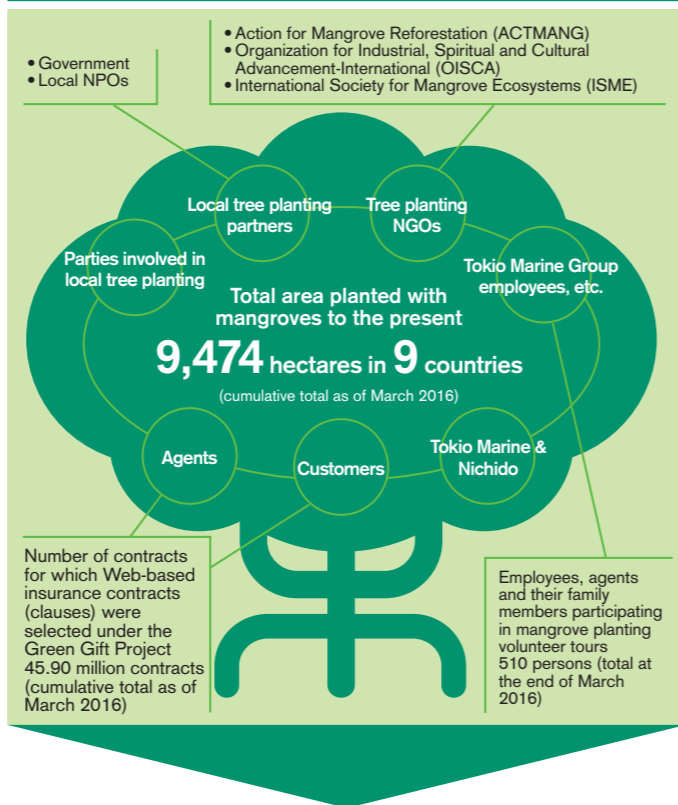 • Government
• Local NPOs
• Action for Mangrove Reforestation (ACTMANG)
• Organization for Industrial, Spiritual and Cultural
Advancement-International (OISCA)
• International Society for Mangrove Ecosystems (ISME)
Local tree planting
partners
Tree planting
NGOs
Parties involved in
local tree planting
Tokio Marine Group
employees, etc.
Total area planted with
mangroves to the present
9,474 hectares in 9 countries
(cumulative total as of March 2016)
Agents
Customers
Tokio Marine &
Nichido
Number of contracts
for which Web-based
insurance contracts
(clauses) were
selected under the
Green Gift Project
45.90 million contracts
(cumulative total as of
March 2016)
Employees, agents
and their family
members participating
in mangrove planting
volunteer tours
510 persons (total at
the end of March
2016)